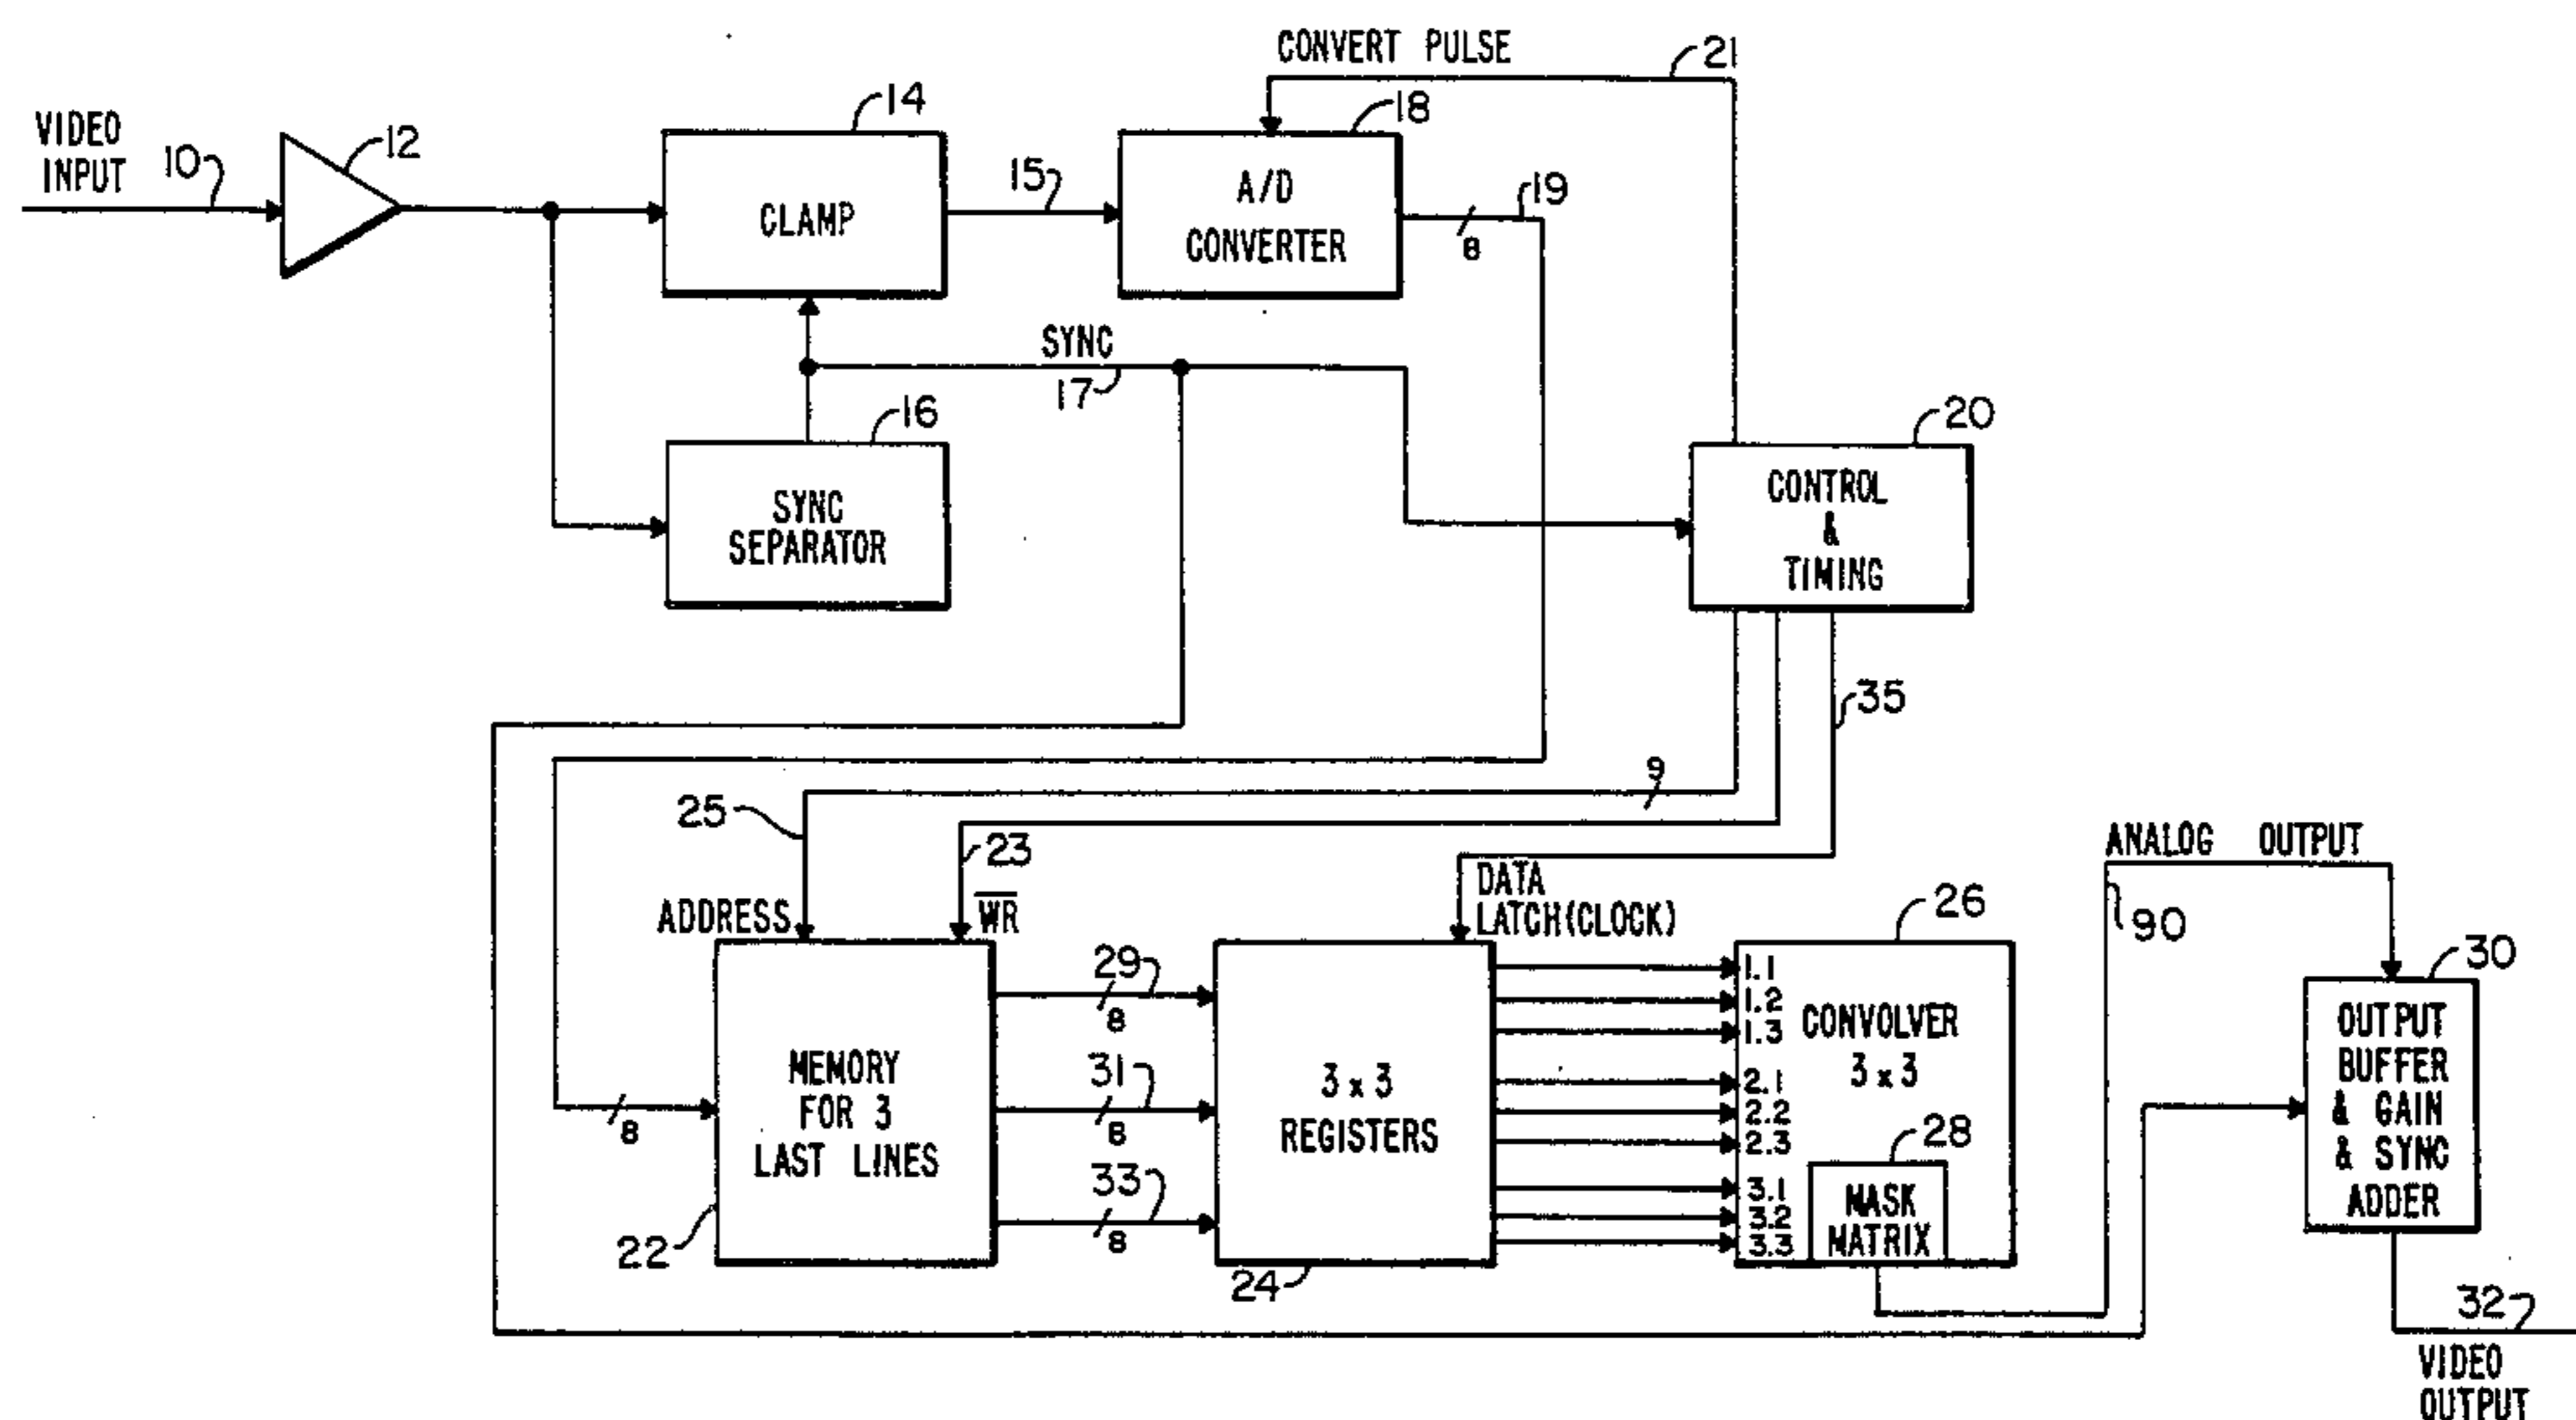 CONVERT PULSE
21
VIDEO
INPUT
10
12
14
CLAMP
15
18
A/D
CONVERTER
19
8
SYNC
17
16
SYNC
SEPARATOR
20
CONTROL
&
TIMING
35
9
25
23
ADDRESS
W̅R̅
DATA
LATCH(CLOCK)
ANALOG OUTPUT
90
26
29
8
31
8
33
8
8
MEMORY
FOR 3
LAST LINES
22
3 x 3
REGISTERS
24
1.1
1.2
1.3
2.1
2.2
2.3
3.1
3.2
3.3
CONVOLVER
3 x 3
28
MASK
MATRIX
30
OUTPUT
BUFFER
& GAIN
& SYNC
ADDER
32
VIDEO
OUTPUT